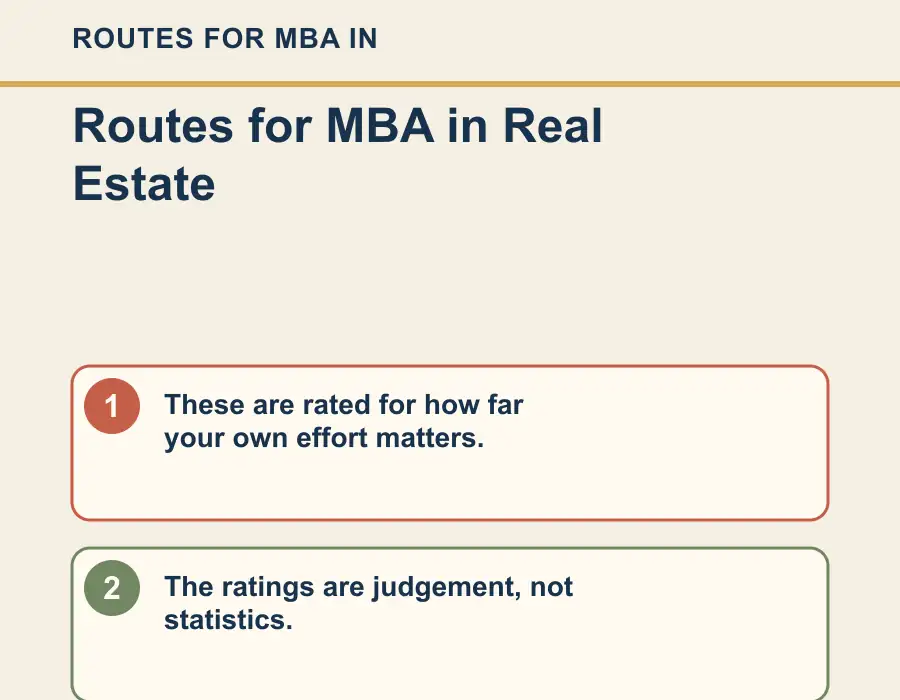 ROUTES FOR MBA IN
Routes for MBA in Real
Estate
1
These are rated for how far
your own effort matters.
2
The ratings are judgement, not
statistics.